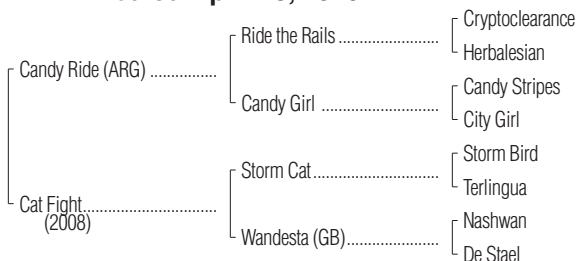 Cryptoclearance
Ride the Rails
Herbalesian
Candy Ride (ARG)
Candy Stripes
Candy Girl
City Girl
Storm Bird
Storm Cat
Terlingua
Cat Fight
(2008)
Nashwan
Wandesta (GB)
De Stael